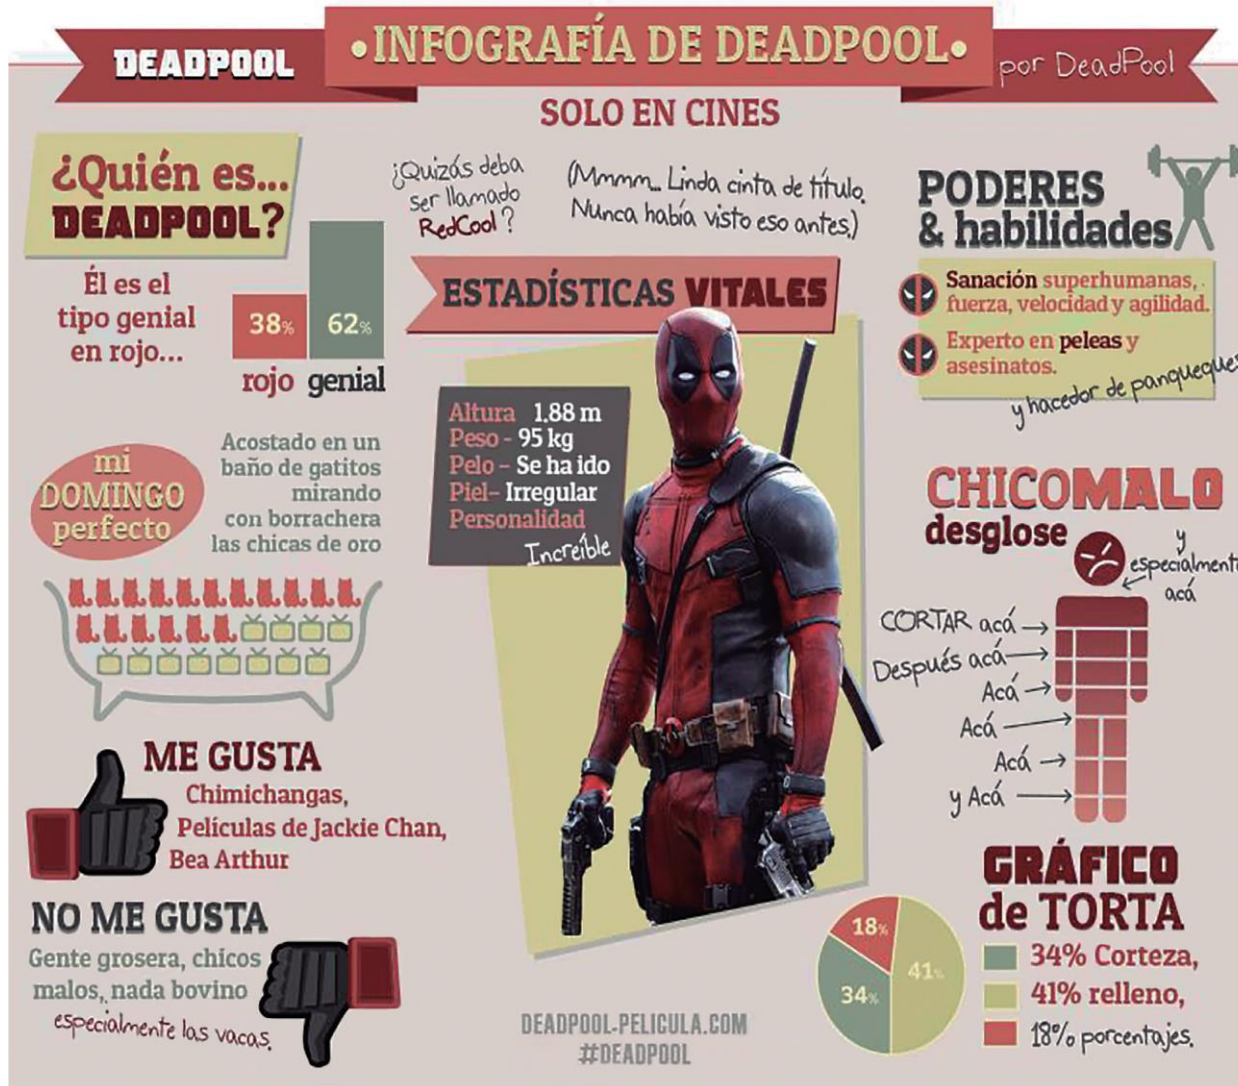 DEADPOOL
•INFOGRAFÍA DE DEADPOOL•
por DeadPool
SOLO EN CINES
¿Quién es...
DEADPOOL?
Él es el
tipo genial
en rojo...
38%
62%
rojo genial
¿Quizás deba
ser llamado
RedCool?
(Mmmm... Linda cinta de título.
Nunca había visto eso antes.)
ESTADÍSTICAS VITALES
Altura 1.88 m
Peso - 95 kg
Pelo - Se ha ido
Piel- Irregular
Personalidad
Increíble
PODERES
& habilidades
Sanación superhumanas,
fuerza, velocidad y agilidad.
Experto en peleas y
asesinatos.
y hacedor de panqueques
mi
DOMINGO
perfecto
Acostado en un
baño de gatitos
mirando
con borrachera
las chicas de oro
CHICOMALO
desglose
y
especialmente
acá
CORTAR acá
Después acá
Acá
Acá
Acá
y Acá
ME GUSTA
Chimichangas,
Películas de Jackie Chan,
Bea Arthur
NO ME GUSTA
Gente grosera, chicos
malos, nada bovino
especialmente las vacas.
GRÁFICO
de TORTA
18%
41%
34%
34% Corteza,
41% relleno,
18% porcentajes.
DEADPOOL-PELICULA.COM
#DEADPOOL